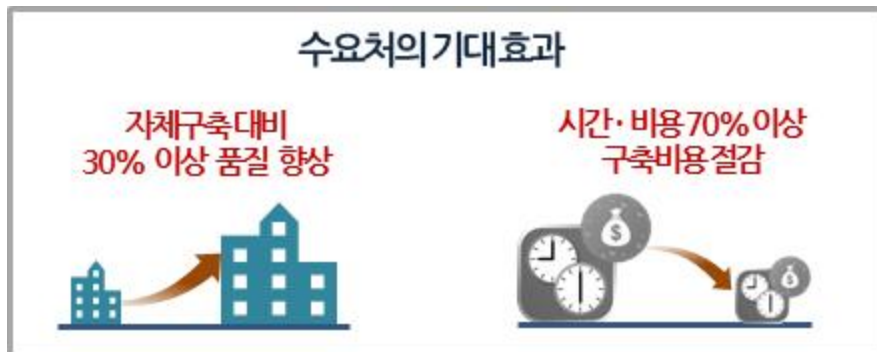 수요처의 기대 효과
자체구축 대비
30% 이상 품질 향상
시간·비용 70% 이상
구축비용 절감
$
$